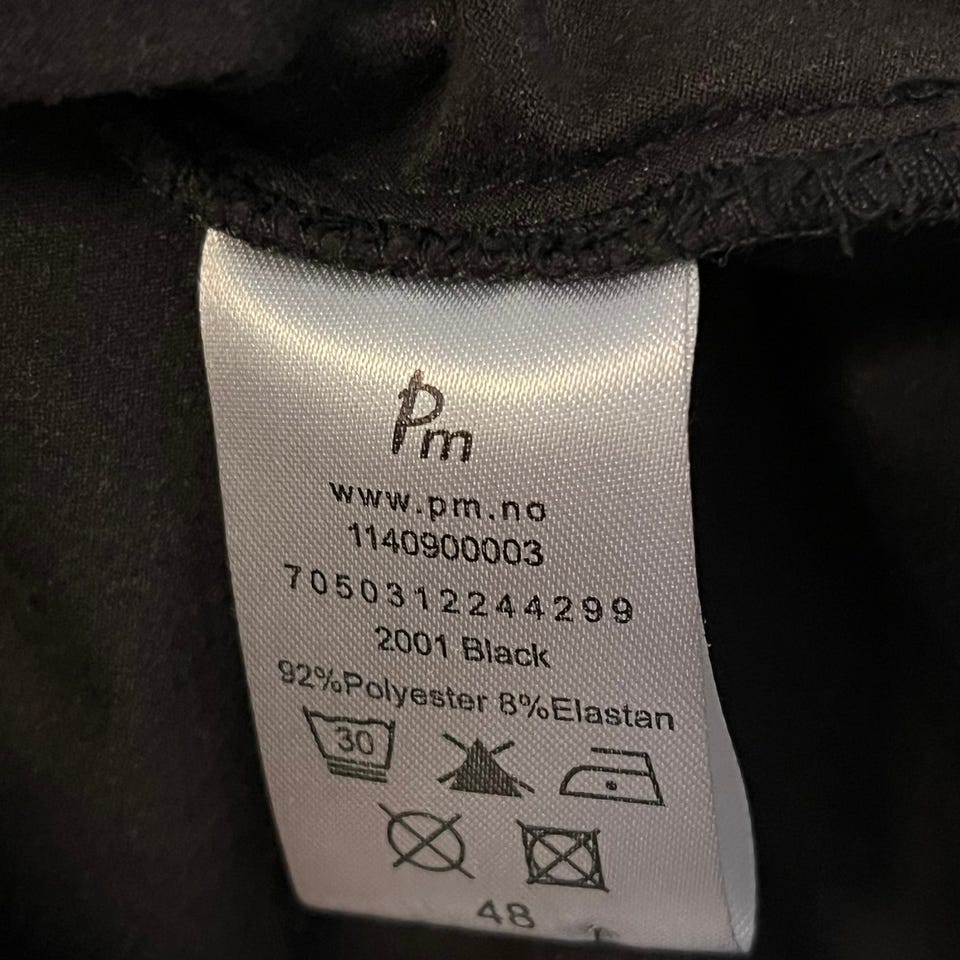 Pm
www.pm.no
1140900003
7050312244299
2001 Black
92%Polyester 8%Elastan
30
48